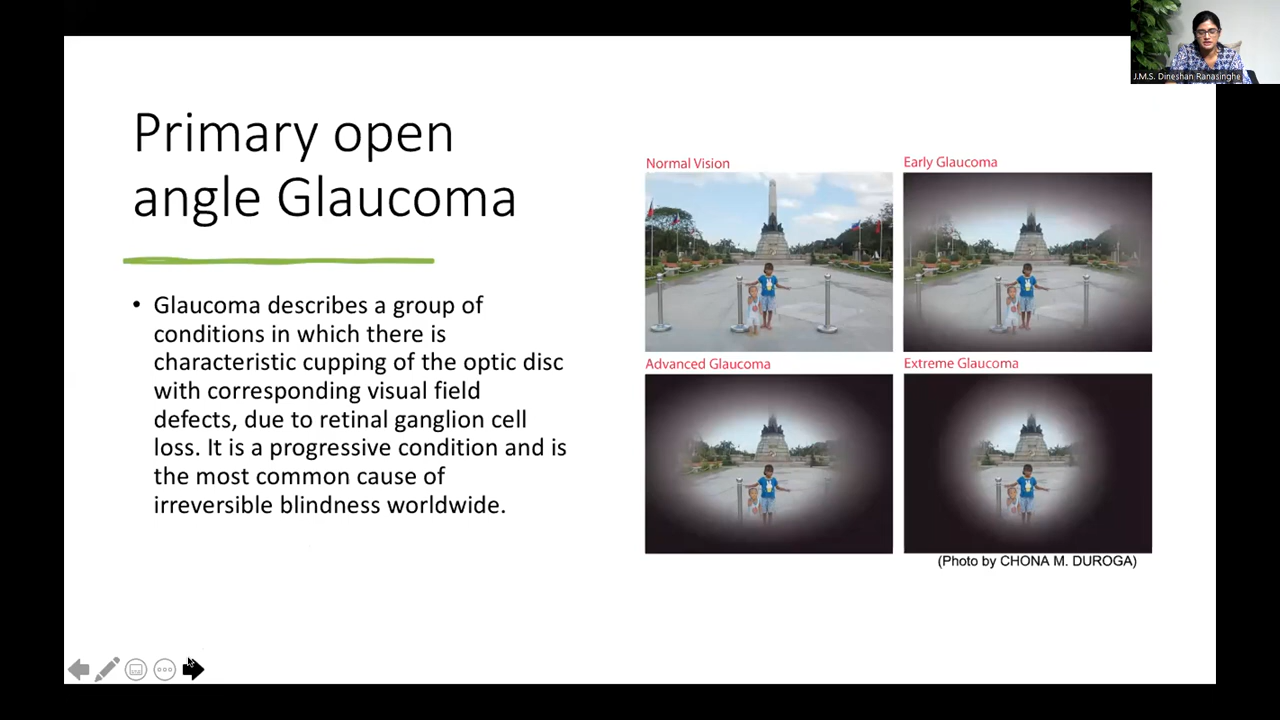 J.M.S. Dineshan Ranasinghe
Primary open
angle Glaucoma
• Glaucoma describes a group of
conditions in which there is
characteristic cupping of the optic disc
with corresponding visual field
defects, due to retinal ganglion cell
loss. It is a progressive condition and is
the most common cause of
irreversible blindness worldwide.
Normal Vision
Early Glaucoma
Advanced Glaucoma
Extreme Glaucoma
(Photo by CHONA M. DUROGA)